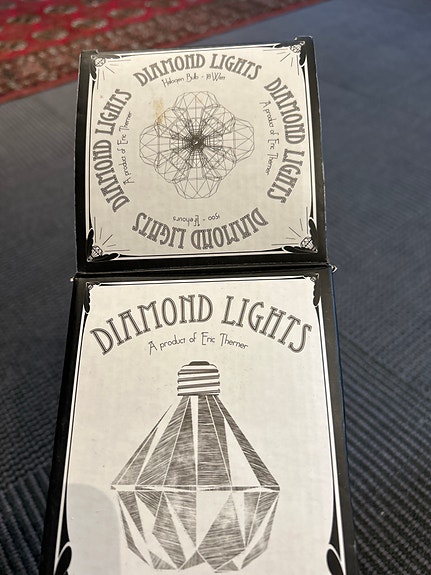 DIAMOND LIGHTS
Halogen Bulb - 18 Watt
DIAMOND LIGHTS
A product of Eric Therner
DIAMOND LIGHTS
A product of Eric Therner
DIAMOND LIGHTS
1500 - lifehours
DIAMOND LIGHTS
A product of Eric Therner